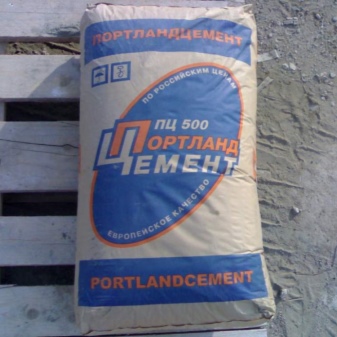 ПОРТЛАНДЦЕМЕНТ
ПО РОССИЙСКИМ ЦЕНАМ
ПЦ 500
ПОРТЛАНД
ЦЕМЕНТ
ЕВРОПЕЙСКОЕ КАЧЕСТВО
PORTLANDCEMENT